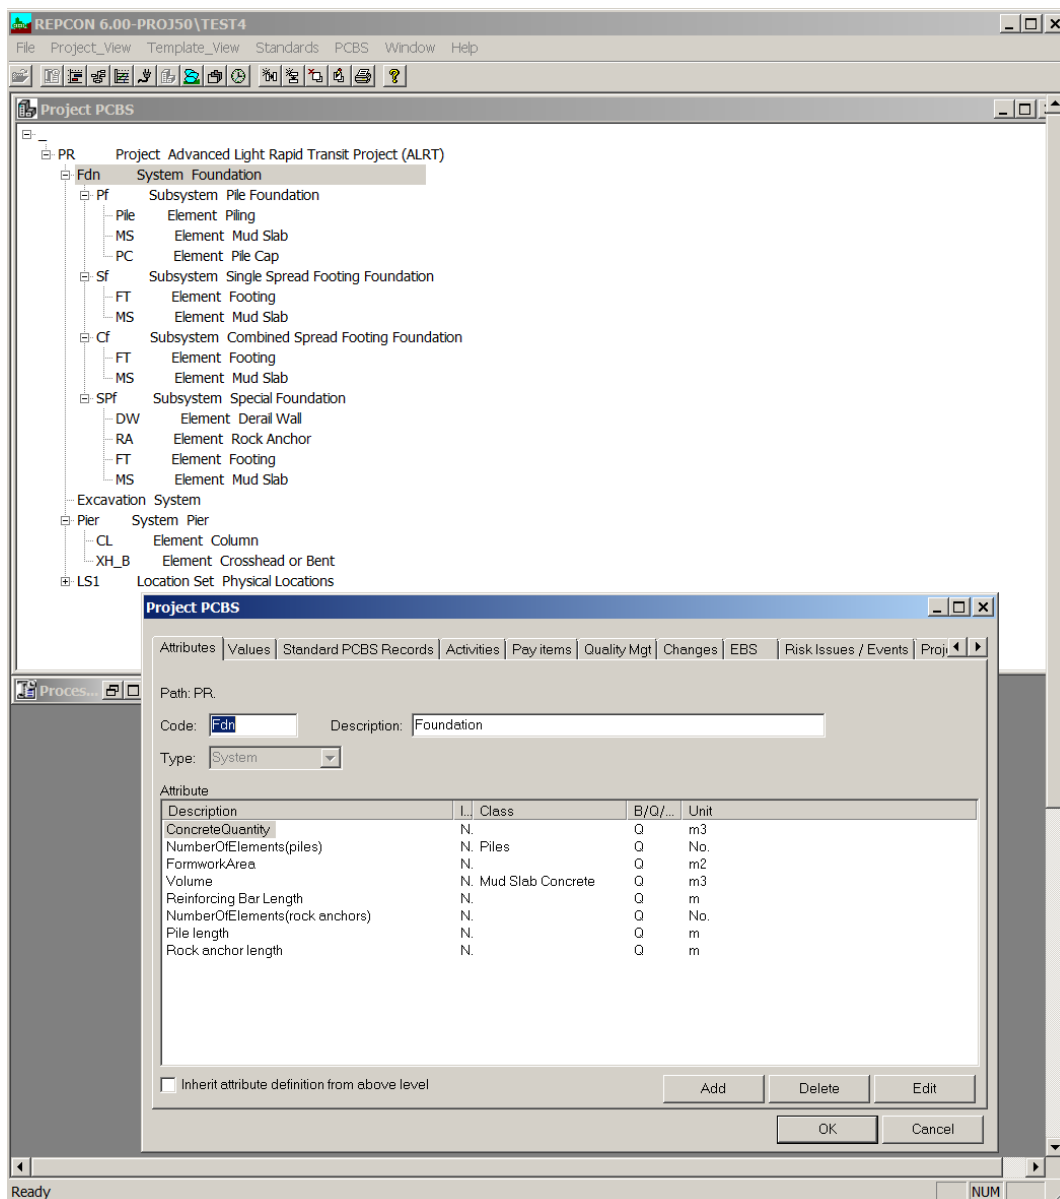 REPCON 6.00-PROJ50\TEST4
File Project_View Template_View Standards PCBS Window Help
Project PCBS
_
PR Project Advanced Light Rapid Transit Project (ALRT)
Fdn System Foundation
Pf Subsystem Pile Foundation
Pile Element Piling
MS Element Mud Slab
PC Element Pile Cap
Sf Subsystem Single Spread Footing Foundation
FT Element Footing
MS Element Mud Slab
Cf Subsystem Combined Spread Footing Foundation
FT Element Footing
MS Element Mud Slab
SPf Subsystem Special Foundation
DW Element Derail Wall
RA Element Rock Anchor
FT Element Footing
MS Element Mud Slab
Excavation System
Pier System Pier
CL Element Column
XH_B Element Crosshead or Bent
LS1 Location Set Physical Locations
Project PCBS
Attributes Values Standard PCBS Records Activities Pay items Quality Mgt Changes EBS Risk Issues / Events Proj
Proces...
Path: PR.
Code: Fdn Description: Foundation
Type: System
Attribute
Description I... Class B/Q/... Unit
ConcreteQuantity N. Q m3
NumberOfElements(piles) N. Piles Q No.
FormworkArea N. Q m2
Volume N. Mud Slab Concrete Q m3
Reinforcing Bar Length N. Q m
NumberOfElements(rock anchors) N. Q No.
Pile length N. Q m
Rock anchor length N. Q m
Inherit attribute definition from above level
Add Delete Edit
OK Cancel
Ready NUM